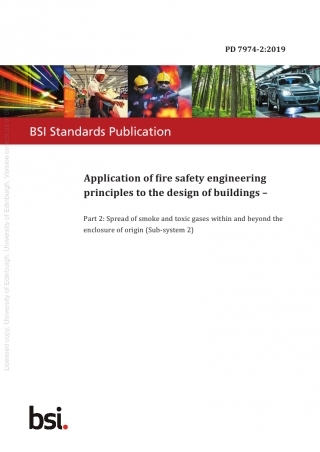 PD 7974-2:2019
BSI Standards Publication
Application of fire safety engineering
principles to the design of buildings –
Part 2: Spread of smoke and toxic gases within and beyond the
enclosure of origin (Sub-system 2)
Licensed copy: University of Edinburgh, University of Edinburgh, Version
bsi.